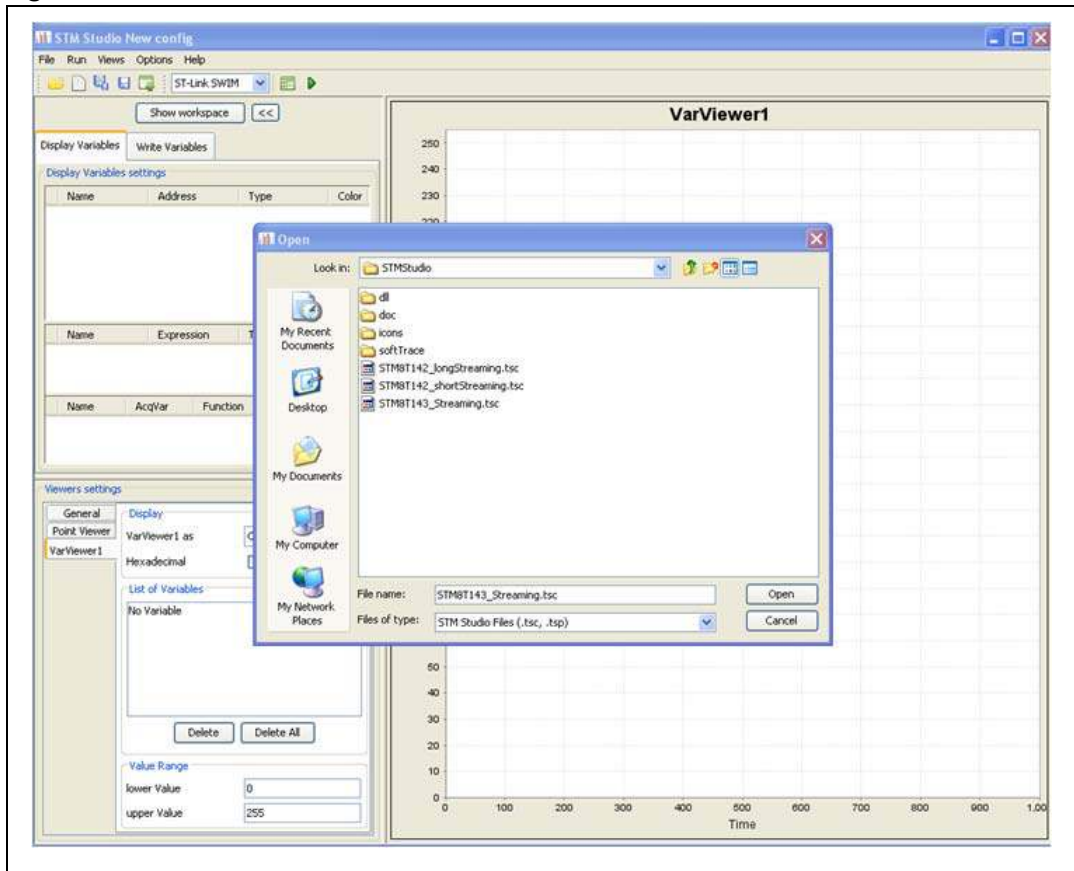 STM Studio New config
File Run Views Options Help
ST-Link SWIM
Show workspace <<
Display Variables Write Variables
Display Variables settings
Name Address Type Color
Name Expression
Name AcqVar Function
Viewers settings
General
Point Viewer
VarViewer1
Display
VarViewer1 as
Hexadecimal
List of Variables
No Variable
Delete Delete All
Value Range
lower Value 0
upper Value 255
VarViewer1
250
240
230
Open
Look in: STMStudio
My Recent Documents
Desktop
My Documents
My Computer
My Network Places
dll
doc
icons
softTrace
STM8T142_longStreaming.tsc
STM8T142_shortStreaming.tsc
STM8T143_Streaming.tsc
File name: STM8T143_Streaming.tsc Open
Files of type: STM Studio Files (.tsc, .tsp) Cancel
50
40
30
20
10
0
0 100 200 300 400 500 600 700 800 900 1.00
Time